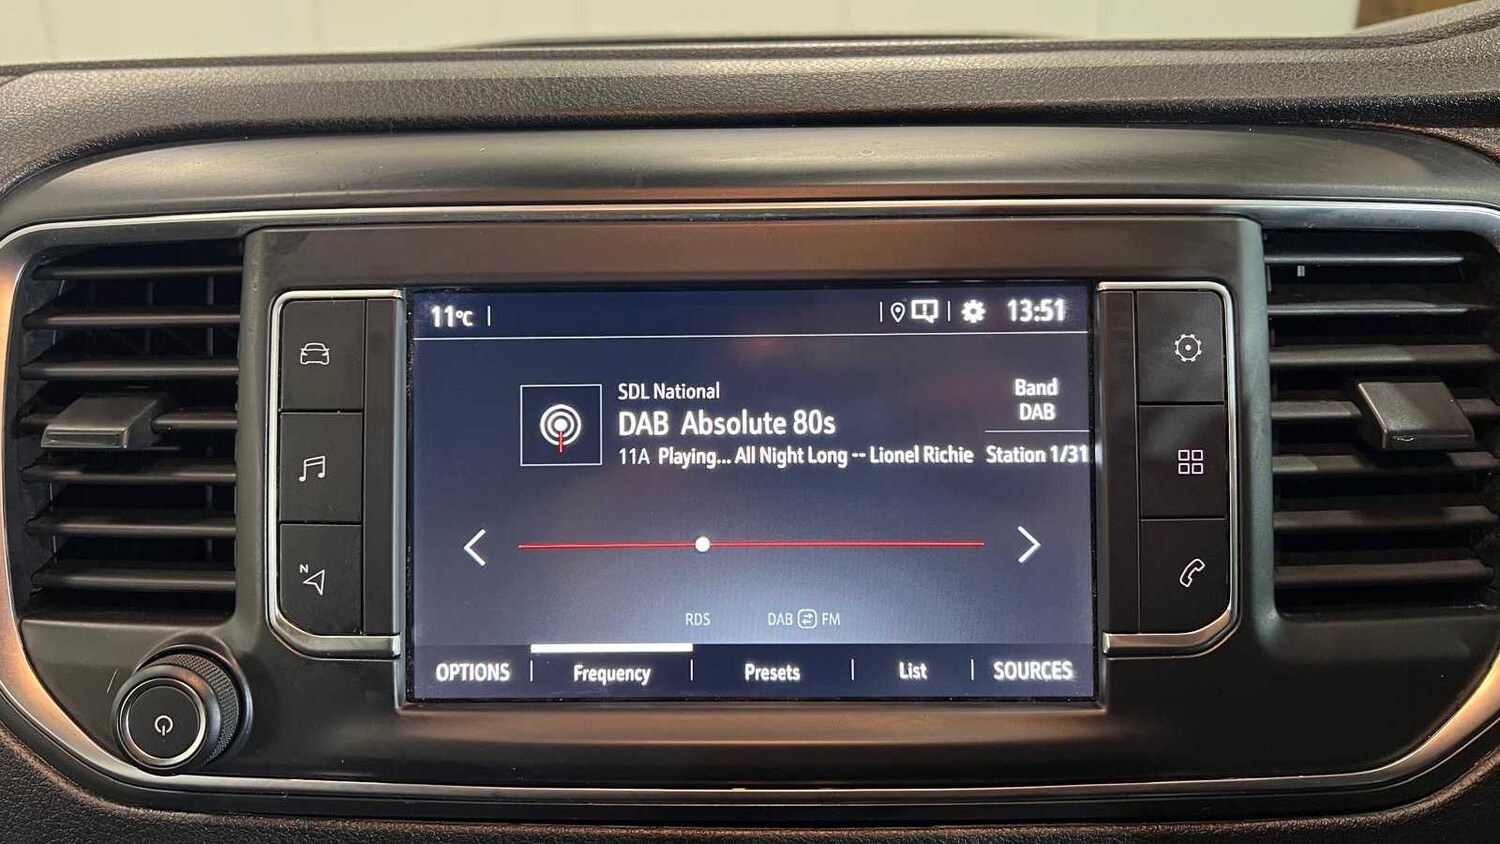 11°C
13:51
SDL National
DAB Absolute 80s
11A Playing... All Night Long -- Lionel Richie
Band
DAB
Station 1/31
N
RDS
DAB FM
OPTIONS
Frequency
Presets
List
SOURCES